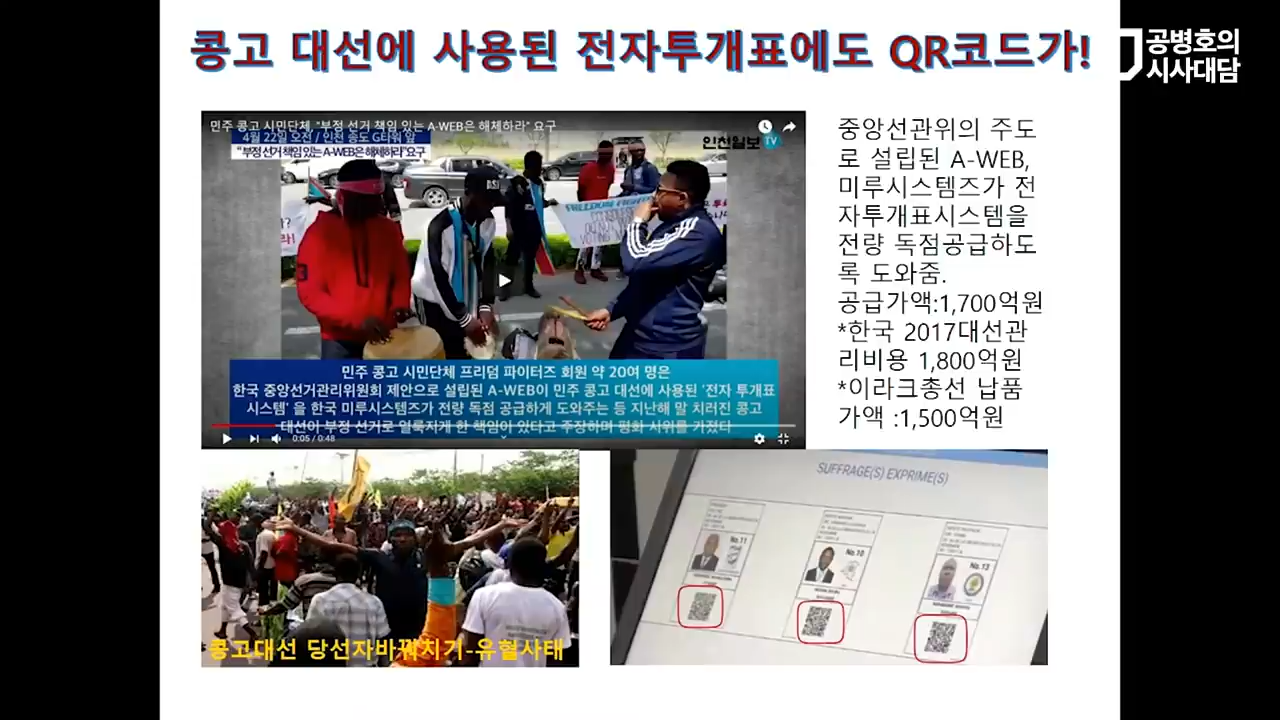 콩고 대선에 사용된 전자투개표에도 QR코드가!
공병호의
시사대담
민주 콩고 시민단체, "부정 선거 책임 있는 A-WEB은 해체하라" 요구
4월 22일 오전 / 인천 송도 G타워 앞
"부정 선거 책임 있는 A-WEB은 해체하라" 요구
인천일보 TV
FREEDOM FIGHT
민주 콩고 시민단체 프리덤 파이터즈 회원 약 20여 명은
한국 중앙선거관리위원회 제안으로 설립된 A-WEB이 민주 콩고 대선에 사용된 '전자 투개표
시스템' 을 한국 미루시스템즈가 전량 독점 공급하게 도와주는 등 지난해 말 치러진 콩고
대선이 부정 선거로 얼룩지게 한 책임이 있다고 주장하며 평화 시위를 가졌다
0:05 / 0:48
중앙선관위의 주도
로 설립된 A-WEB,
미루시스템즈가 전
자투개표시스템을
전량 독점공급하도
록 도와줌.
공급가액:1,700억원
*한국 2017대선관
리비용 1,800억원
*이라크총선 납품
가액 :1,500억원
콩고대선 당선자바꿔치기-유혈사태
SUFFRAGE(S) EXPRIME(S)
No.11
No.10
No.13